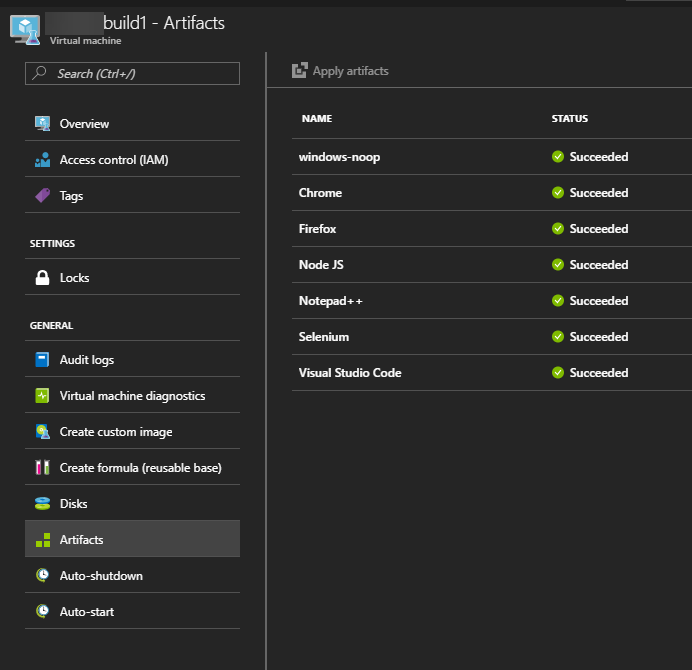 build1 - Artifacts
Virtual machine
Search (Ctrl+/)
Overview
Access control (IAM)
Tags
SETTINGS
Locks
GENERAL
Audit logs
Virtual machine diagnostics
Create custom image
Create formula (reusable base)
Disks
Artifacts
Auto-shutdown
Auto-start
Apply artifacts
NAME STATUS
windows-noop Succeeded
Chrome Succeeded
Firefox Succeeded
Node JS Succeeded
Notepad++ Succeeded
Selenium Succeeded
Visual Studio Code Succeeded